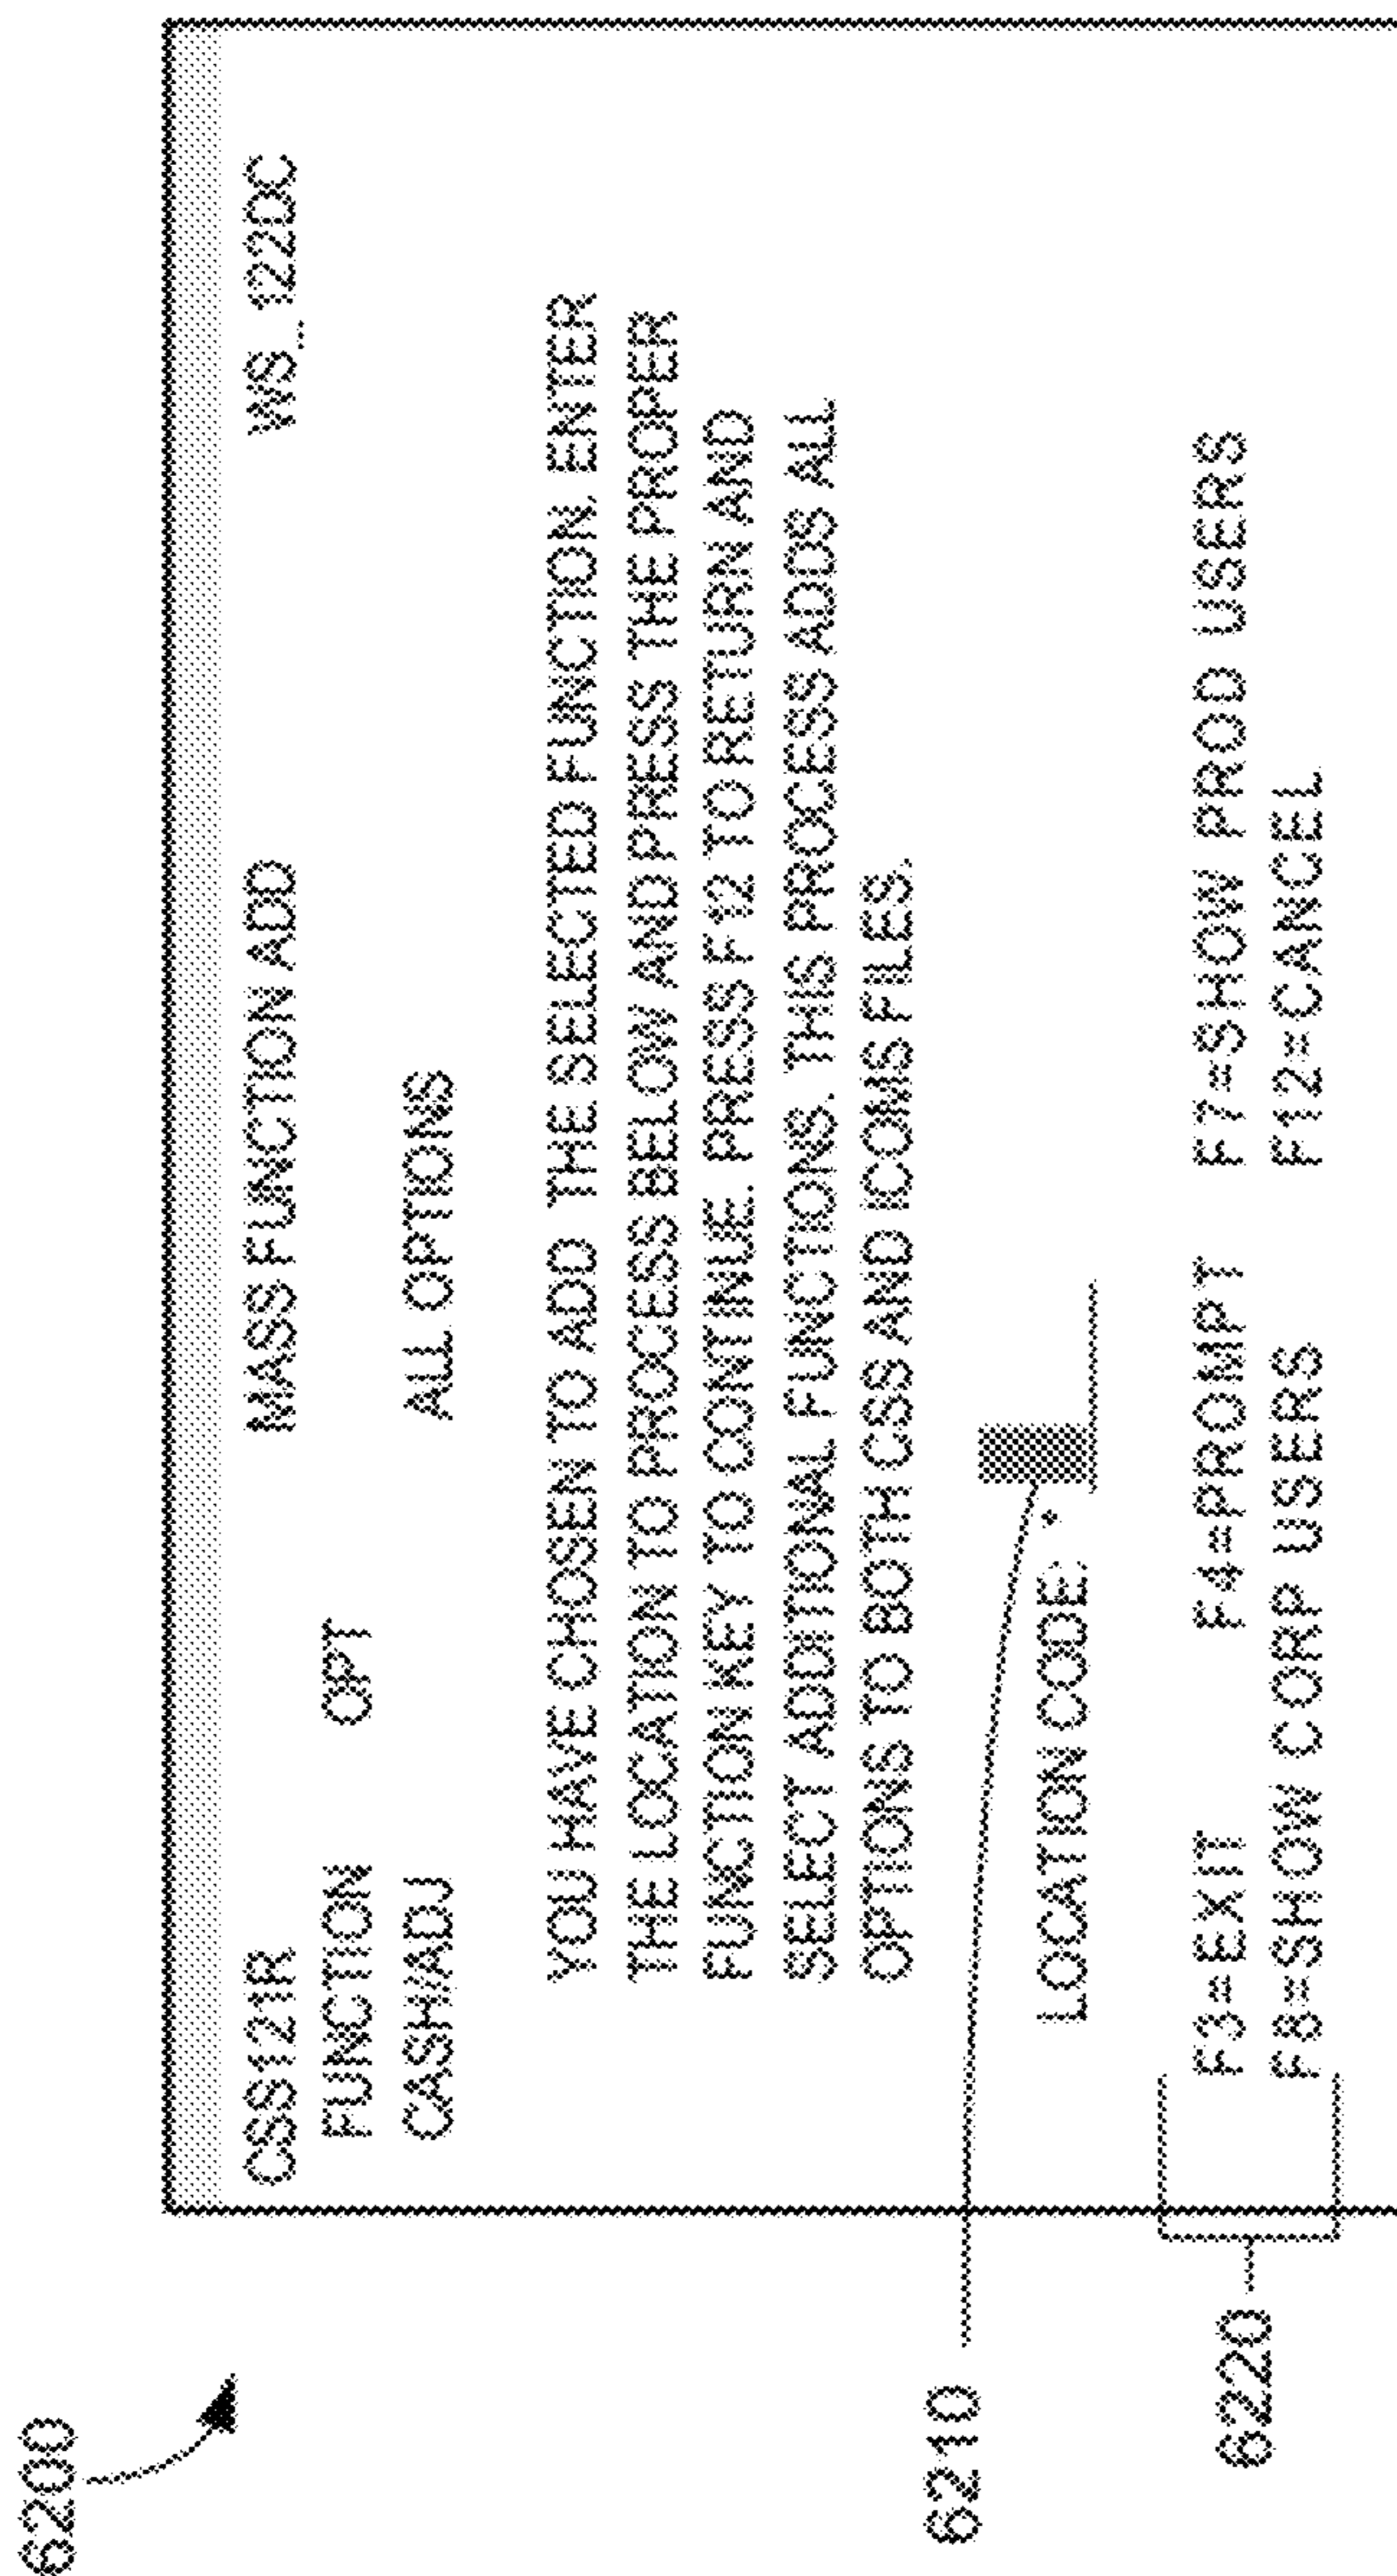 6200
CSS121R MASS FUNCTION ADD WS_122DC
FUNCTION OPT
CASH/ADJ ALL OPTIONS
YOU HAVE CHOSEN TO ADD THE SELECTED FUNCTION. ENTER
THE LOCATION TO PROCESS BELOW AND PRESS THE PROPER
FUNCTION KEY TO CONTINUE. PRESS F12 TO RETURN AND
SELECT ADDITIONAL FUNCTIONS. THIS PROCESS ADDS ALL
OPTIONS TO BOTH CSS AND ICOMS FILES.
6210
LOCATION CODE .
6220
F3=EXIT F4=PROMPT F7=SHOW PROD USERS
F8=SHOW CORP USERS F12=CANCEL